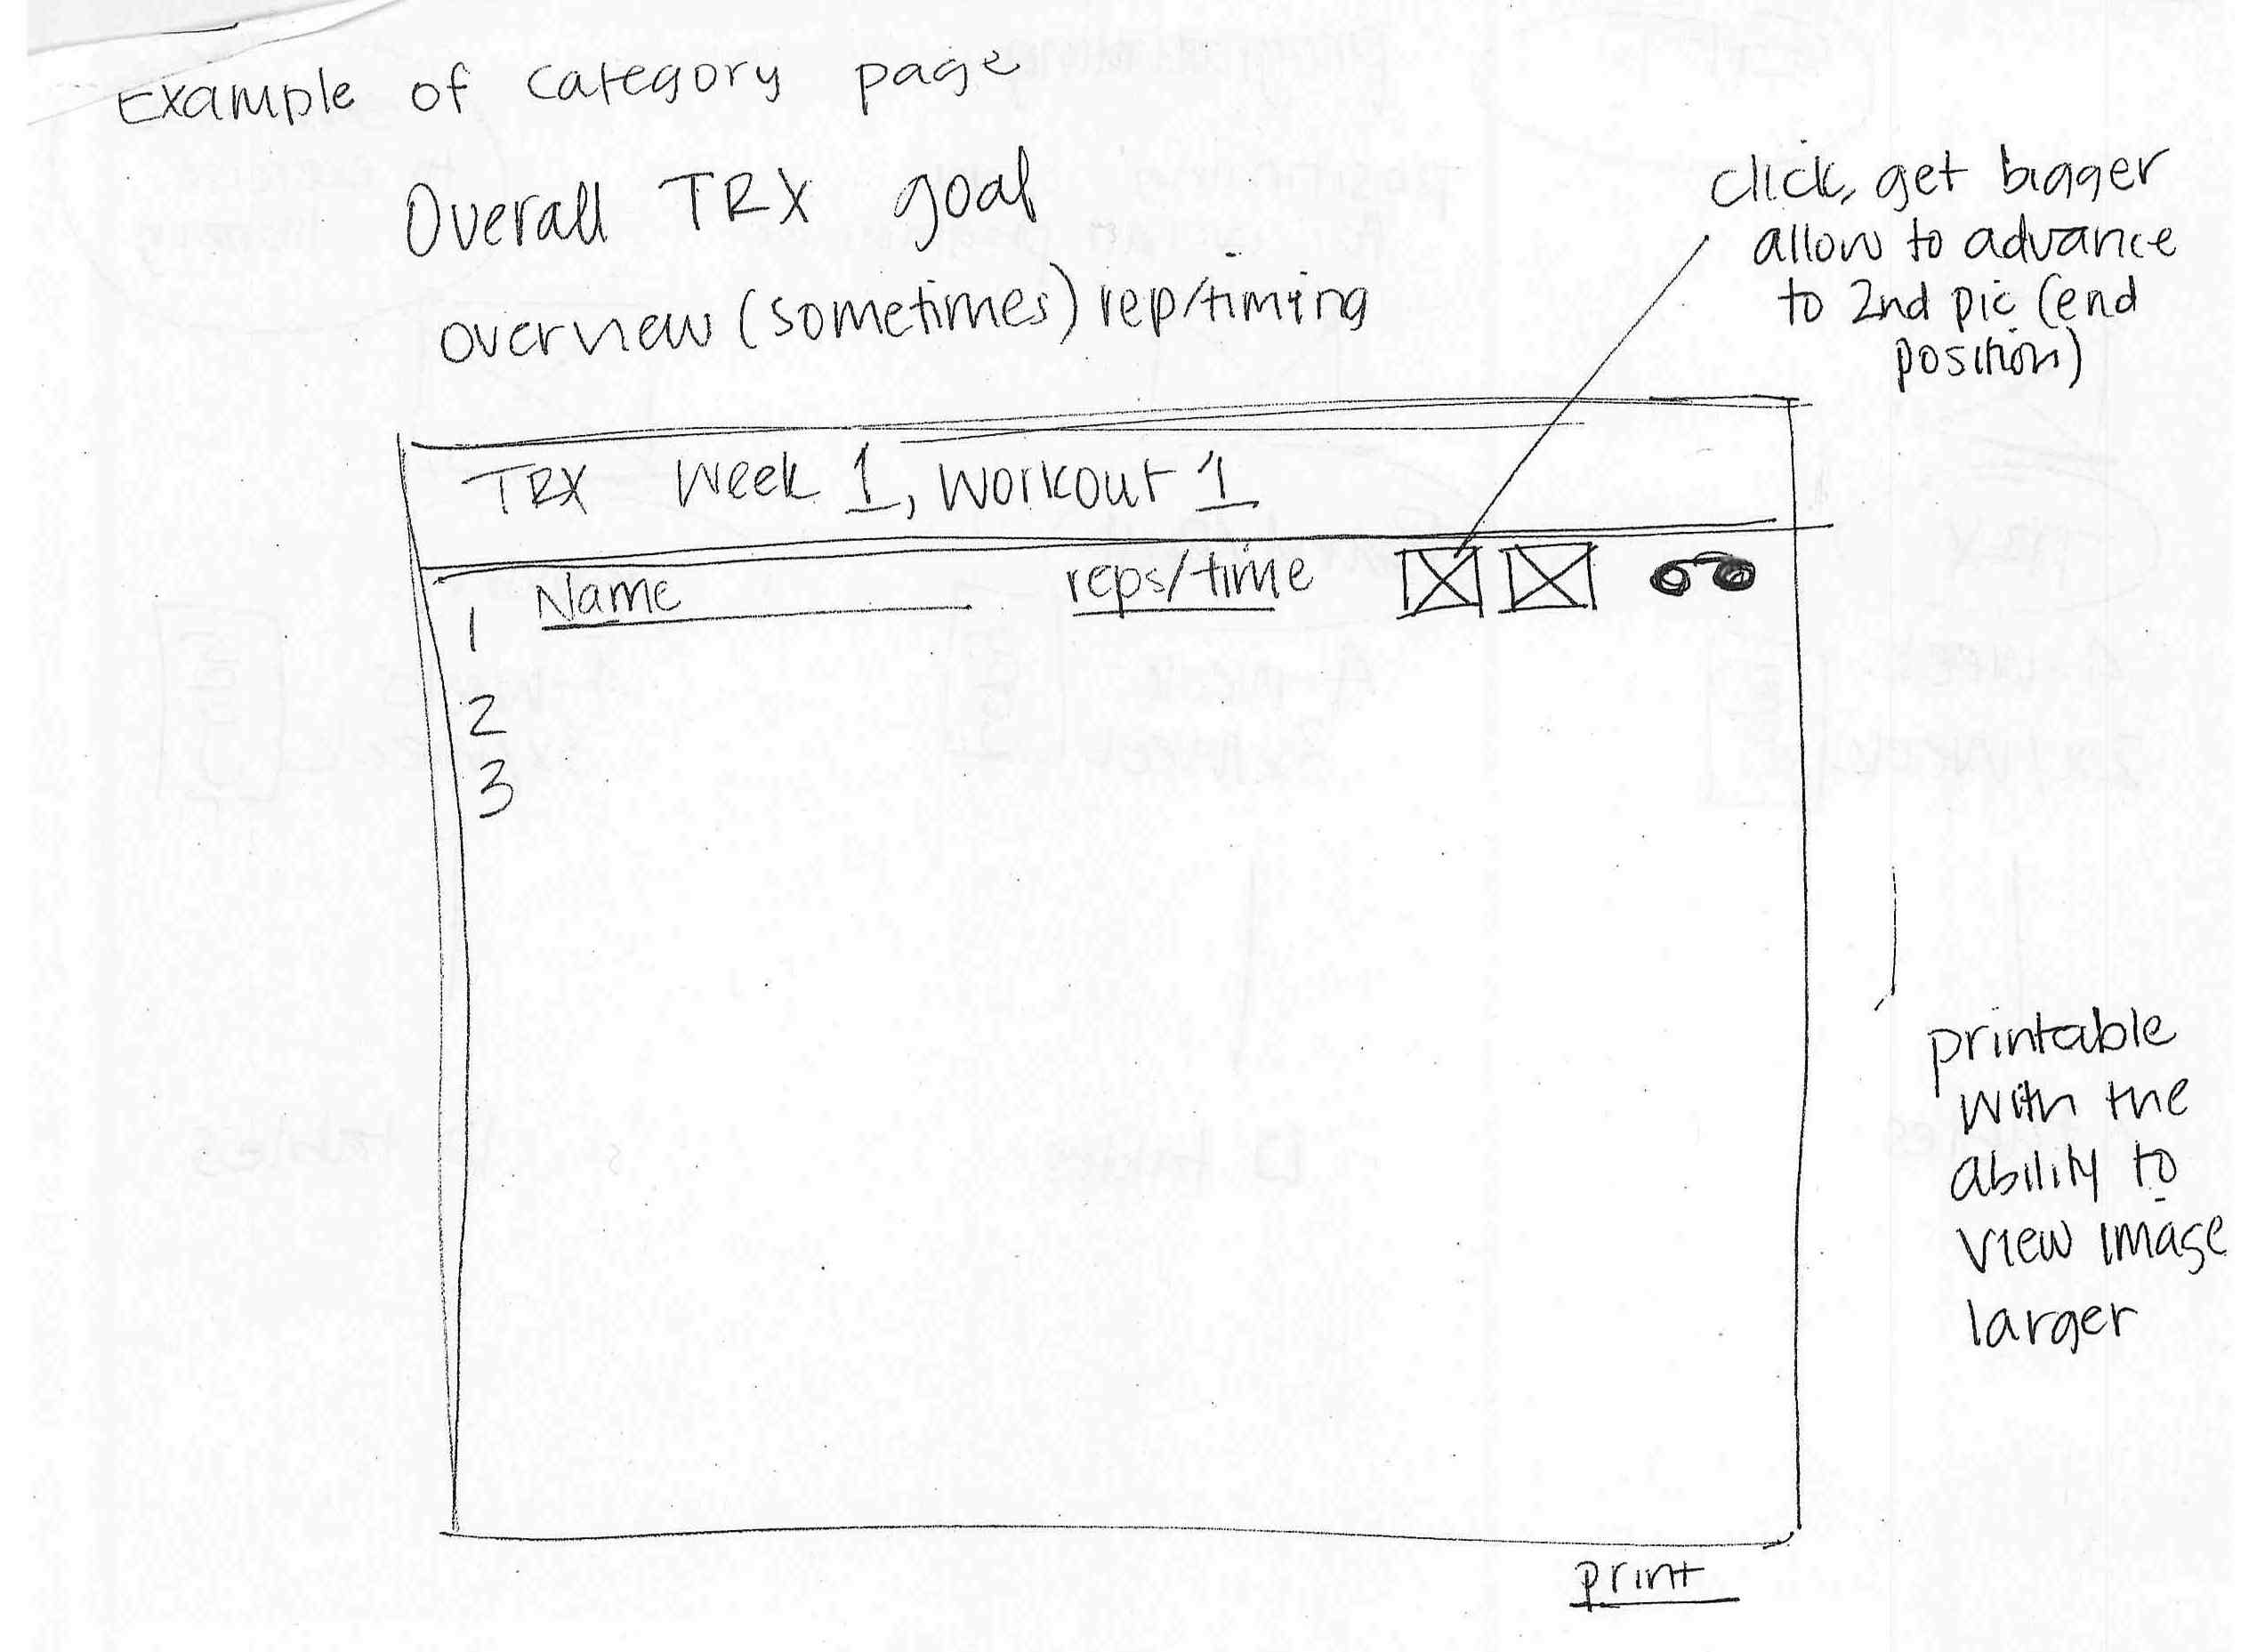 Example of category page
Overall TRX goal
overview (sometimes) rep/timing
click, get bigger
allow to advance
to 2nd pic (end
position)
TRX Week 1, Workout 1
1 Name reps/time
2
3
printable
with the
ability to
view image
larger
print